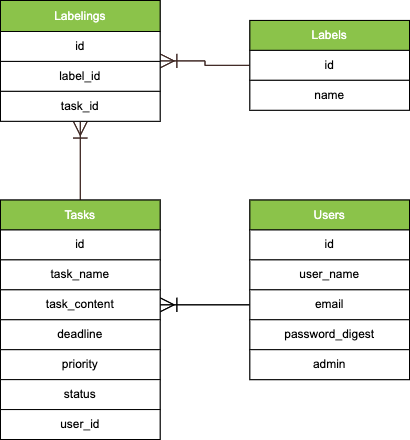 Labelings
id
label_id
task_id
Labels
id
name
Tasks
id
task_name
task_content
deadline
priority
status
user_id
Users
id
user_name
email
password_digest
admin